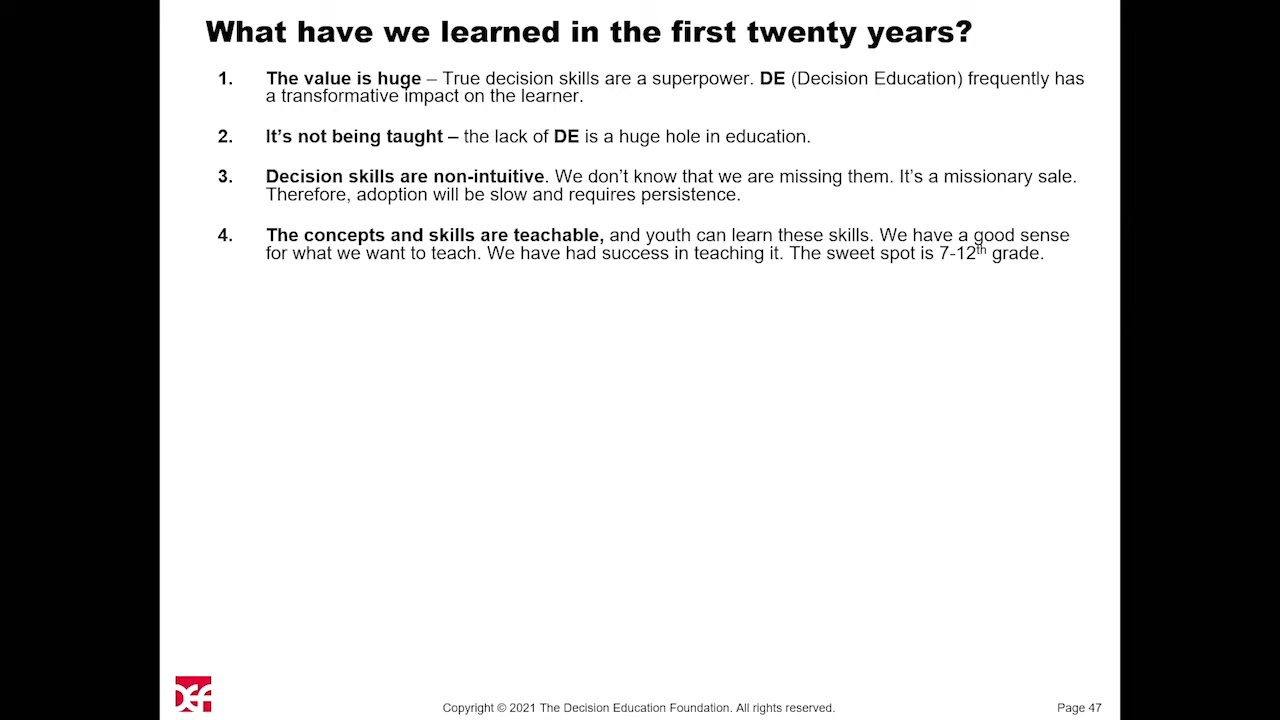 What have we learned in the first twenty years?
1. The value is huge – True decision skills are a superpower. DE (Decision Education) frequently has
a transformative impact on the learner.
2. It’s not being taught – the lack of DE is a huge hole in education.
3. Decision skills are non-intuitive. We don’t know that we are missing them. It’s a missionary sale.
Therefore, adoption will be slow and requires persistence.
4. The concepts and skills are teachable, and youth can learn these skills. We have a good sense
for what we want to teach. We have had success in teaching it. The sweet spot is 7-12th grade.
DEF
Copyright © 2021 The Decision Education Foundation. All rights reserved.
Page 47